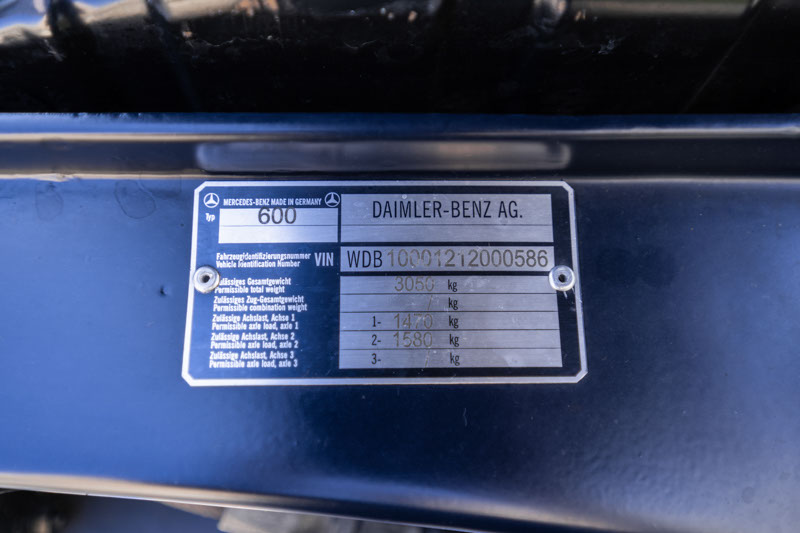 MERCEDES-BENZ MADE IN GERMANY
Typ 600
DAIMLER-BENZ AG.
Fahrzeugidentifizierungsnummer
Vehicle Identification Number
VIN WDB 10001212000586
Zulässiges Gesamtgewicht
Permissible total weight
3050 kg
Zulässiges Zug-Gesamtgewicht
Permissible combination weight
/ kg
Zulässige Achslast, Achse 1
Permissible axle load, axle 1
1- 1470 kg
Zulässige Achslast, Achse 2
Permissible axle load, axle 2
2- 1580 kg
Zulässige Achslast, Achse 3
Permissible axle load, axle 3
3- kg